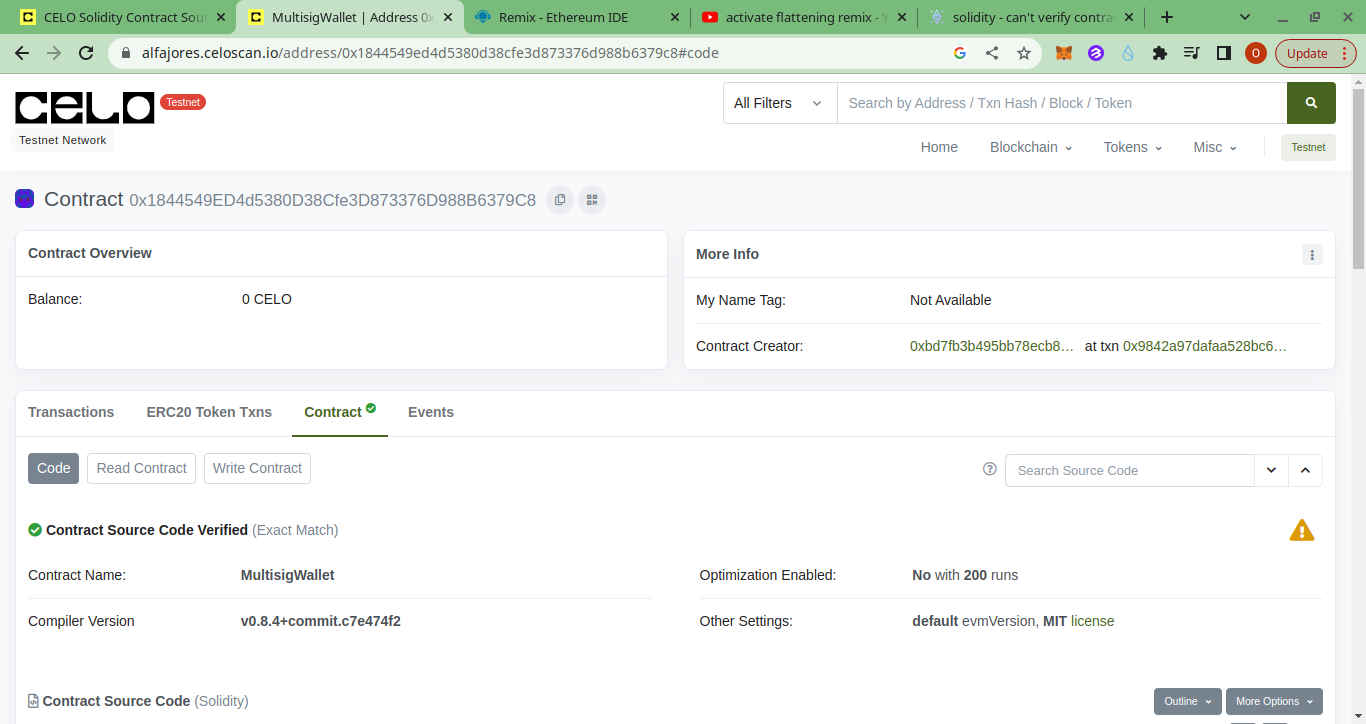 CELO Solidity Contract Sour
MultisigWallet | Address 0x
Remix - Ethereum IDE
activate flattening remix - Y
solidity - can't verify contra
alfajores.celoscan.io/address/0x1844549ed4d5380d38cfe3d873376d988b6379c8#code
O
Update
CELO
Testnet
Testnet Network
All Filters
Search by Address / Txn Hash / Block / Token
Home
Blockchain
Tokens
Misc
Testnet
Contract 0x1844549ED4d5380D38Cfe3D873376D988B6379C8
Contract Overview
Balance:
0 CELO
More Info
My Name Tag:
Not Available
Contract Creator:
0xbd7fb3b495bb78ecb8… at txn 0x9842a97dafaa528bc6…
Transactions
ERC20 Token Txns
Contract
Events
Code
Read Contract
Write Contract
Search Source Code
Contract Source Code Verified (Exact Match)
Contract Name:
MultisigWallet
Optimization Enabled:
No with 200 runs
Compiler Version
v0.8.4+commit.c7e474f2
Other Settings:
default evmVersion, MIT license
Contract Source Code (Solidity)
Outline
More Options